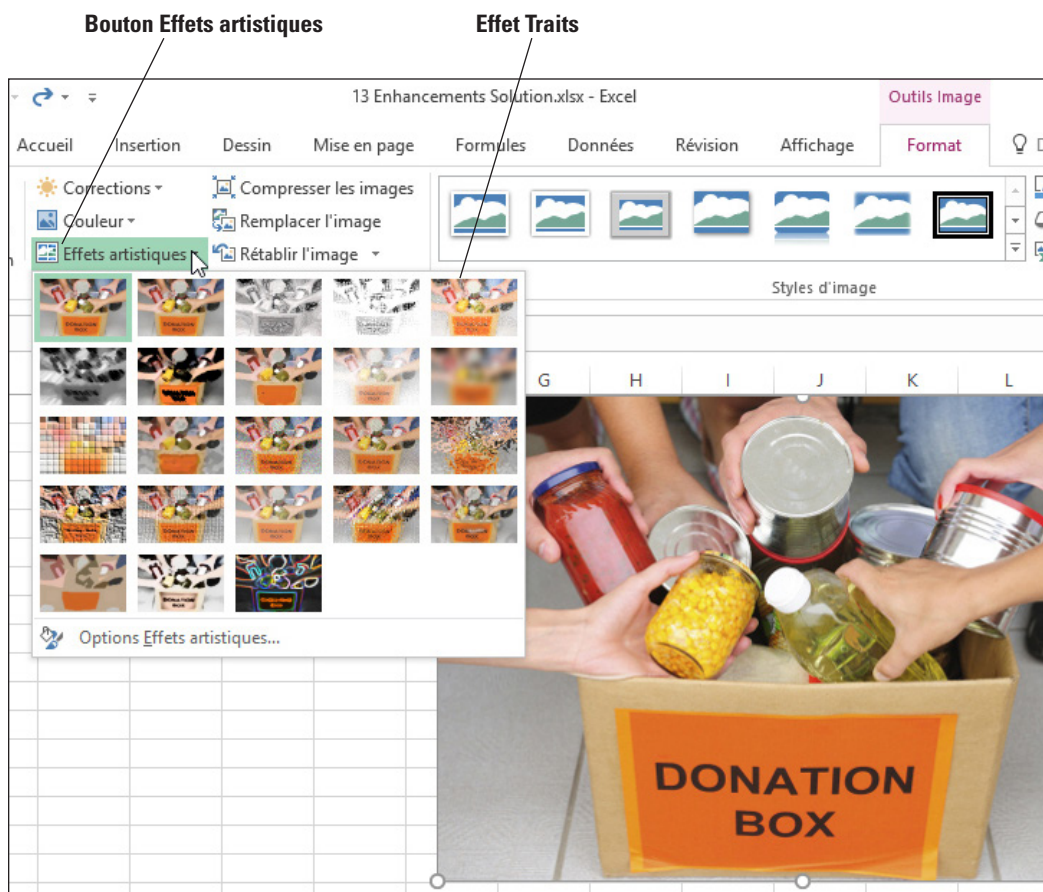 Bouton Effets artistiques Effet Traits
13 Enhancements Solution.xlsx - Excel Outils Image
Accueil Insertion Dessin Mise en page Formules Données Révision Affichage Format
Corrections Compresser les images
Couleur Remplacer l'image
Effets artistiques Rétablir l'image
Styles d'image
G H I J K L
Options Effets artistiques...
DONATION
BOX